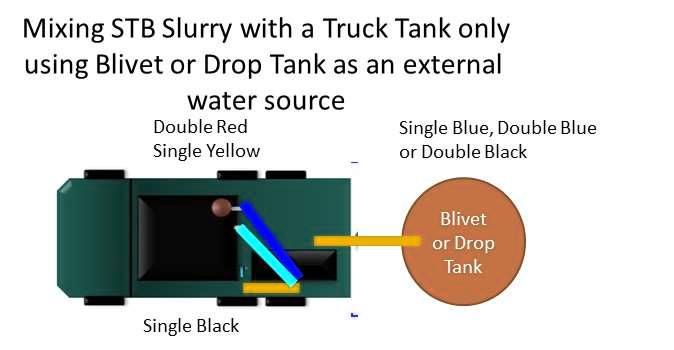 Mixing STB Slurry with a Truck Tank only
using Blivet or Drop Tank as an external
water source
Double Red
Single Yellow
Single Blue, Double Blue
or Double Black
Blivet
or Drop
Tank
Single Black